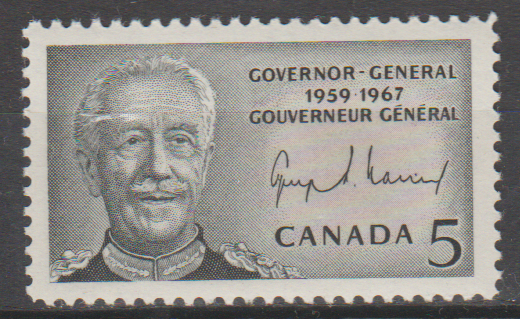 GOVERNOR-GENERAL
1959·1967
GOUVERNEUR GÉNÉRAL
CANADA 5